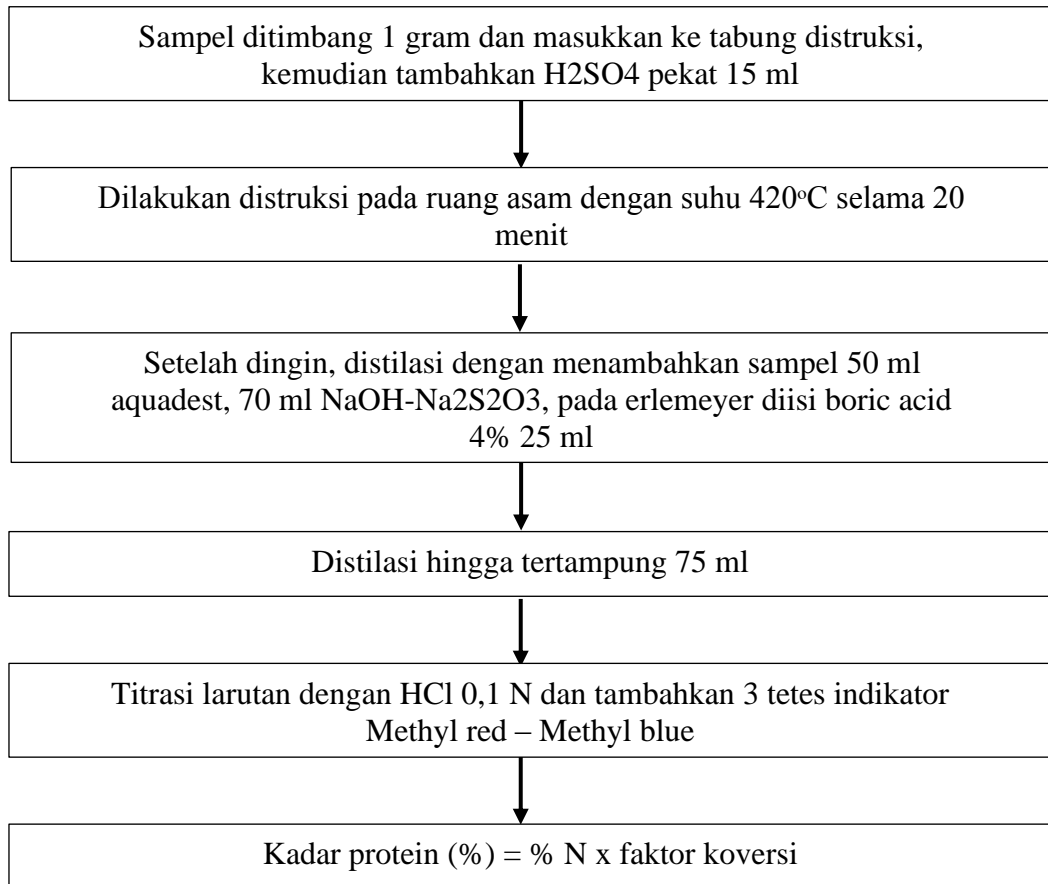 Sampel ditimbang 1 gram dan masukkan ke tabung distruksi,
kemudian tambahkan H2SO4 pekat 15 ml
Dilakukan distruksi pada ruang asam dengan suhu 420ᵒC selama 20
menit
Setelah dingin, distilasi dengan menambahkan sampel 50 ml
aquadest, 70 ml NaOH-Na2S2O3, pada erlemeyer diisi boric acid
4% 25 ml
Distilasi hingga tertampung 75 ml
Titrasi larutan dengan HCl 0,1 N dan tambahkan 3 tetes indikator
Methyl red – Methyl blue
Kadar protein (%) = % N x faktor koversi